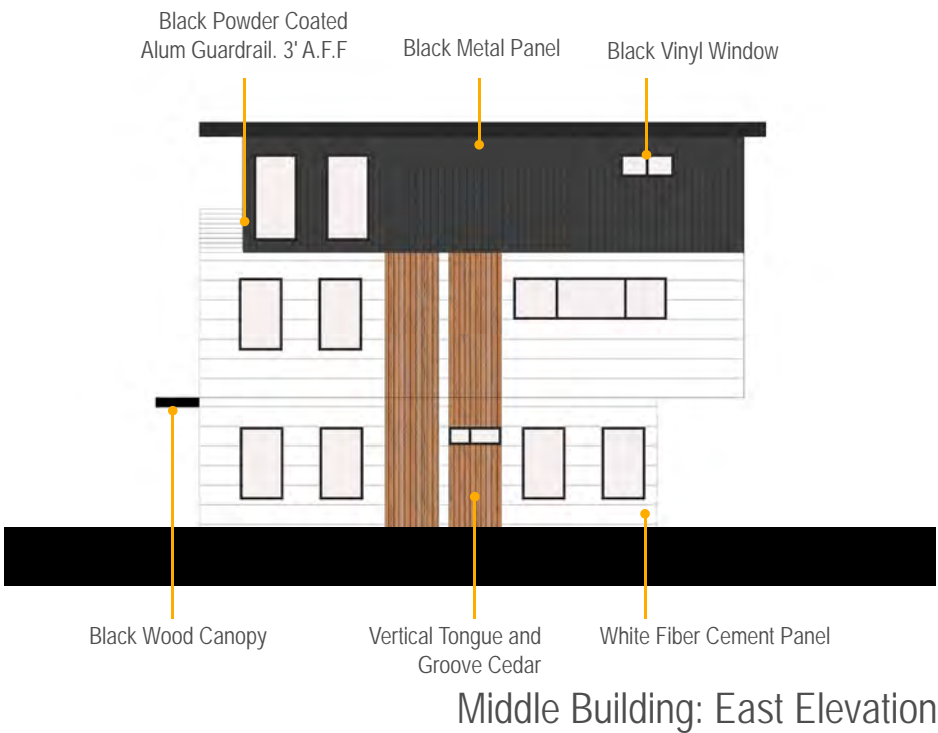 Black Powder Coated
Alum Guardrail. 3' A.F.F
Black Metal Panel
Black Vinyl Window
Black Wood Canopy
Vertical Tongue and
Groove Cedar
White Fiber Cement Panel
Middle Building: East Elevation